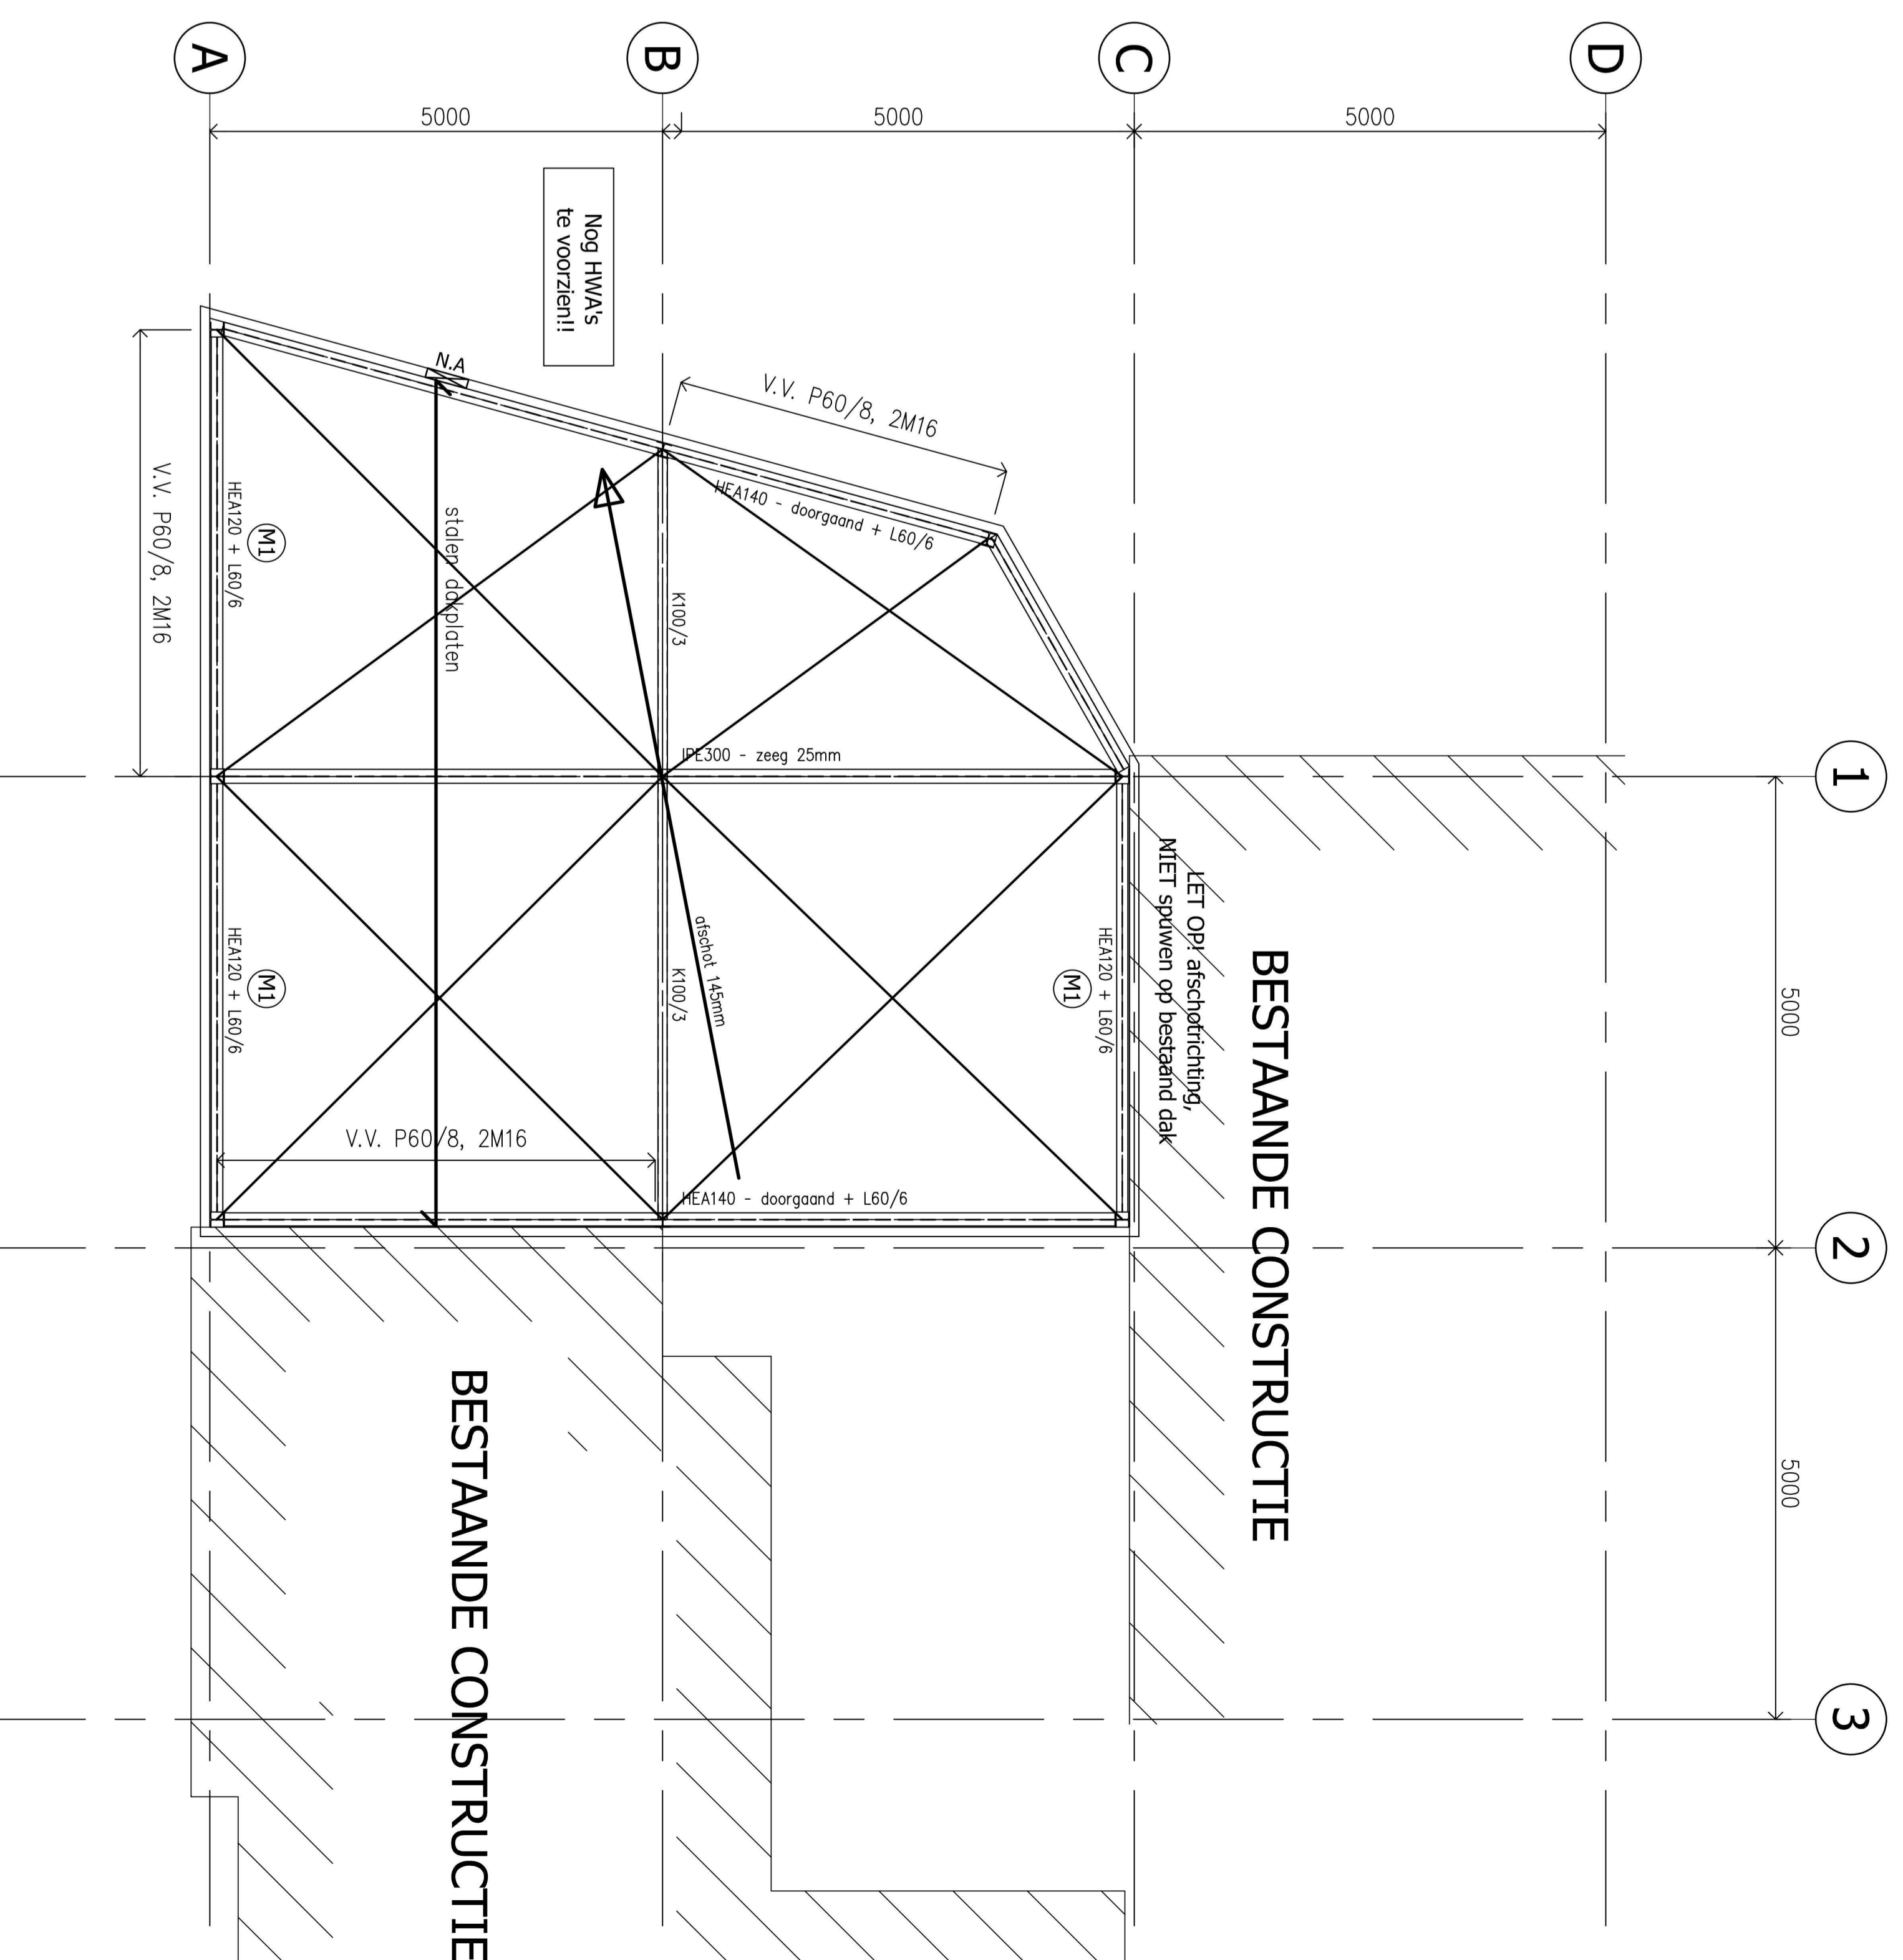 A
B
C
D
5000
5000
5000
Nog HWA's
te voorzien!!
N.A
V.V. P60/8, 2M16
HEA140 - doorgaand + L60/6
V.V. P60/8, 2M16
HEA120 + L60/6
M1
stalen dakplaten
K100/3
IPE300 - zeeg 25mm
1
LET OP! afschotrichting,
NIET spuwen op bestaand dak
BESTAANDE CONSTRUCTIE
5000
HEA120 + L60/6
M1
afschot 145mm
K100/3
M1
HEA120 + L60/6
V.V. P60/8, 2M16
HEA140 - doorgaand + L60/6
2
5000
BESTAANDE CONSTRUCTIE
3